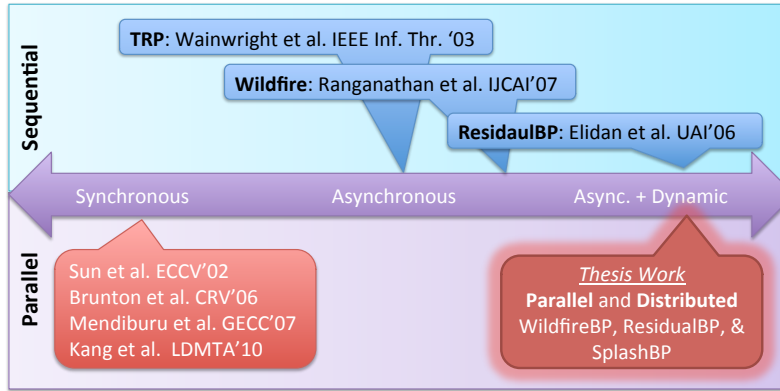 Sequential
TRP: Wainwright et al. IEEE Inf. Thr. ‘03
Wildfire: Ranganathan et al. IJCAI’07
ResidaulBP: Elidan et al. UAI’06
Synchronous
Asynchronous
Async. + Dynamic
Parallel
Sun et al. ECCV’02
Brunton et al. CRV’06
Mendiburu et al. GECC’07
Kang et al. LDMTA’10
Thesis Work
Parallel and Distributed
WildfireBP, ResidualBP, &
SplashBP